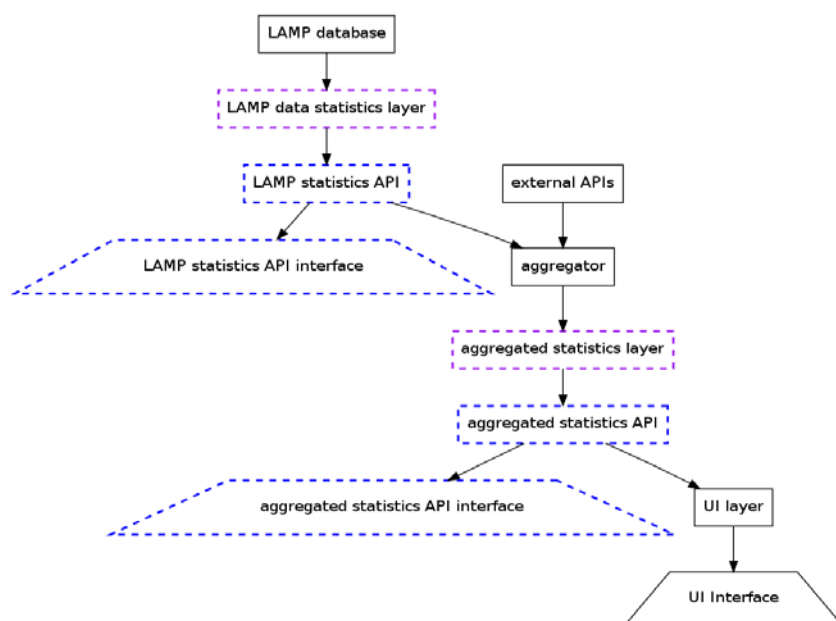 LAMP database
LAMP data statistics layer
LAMP statistics API
external APIs
LAMP statistics API interface
aggregator
aggregated statistics layer
aggregated statistics API
aggregated statistics API interface
UI layer
UI Interface